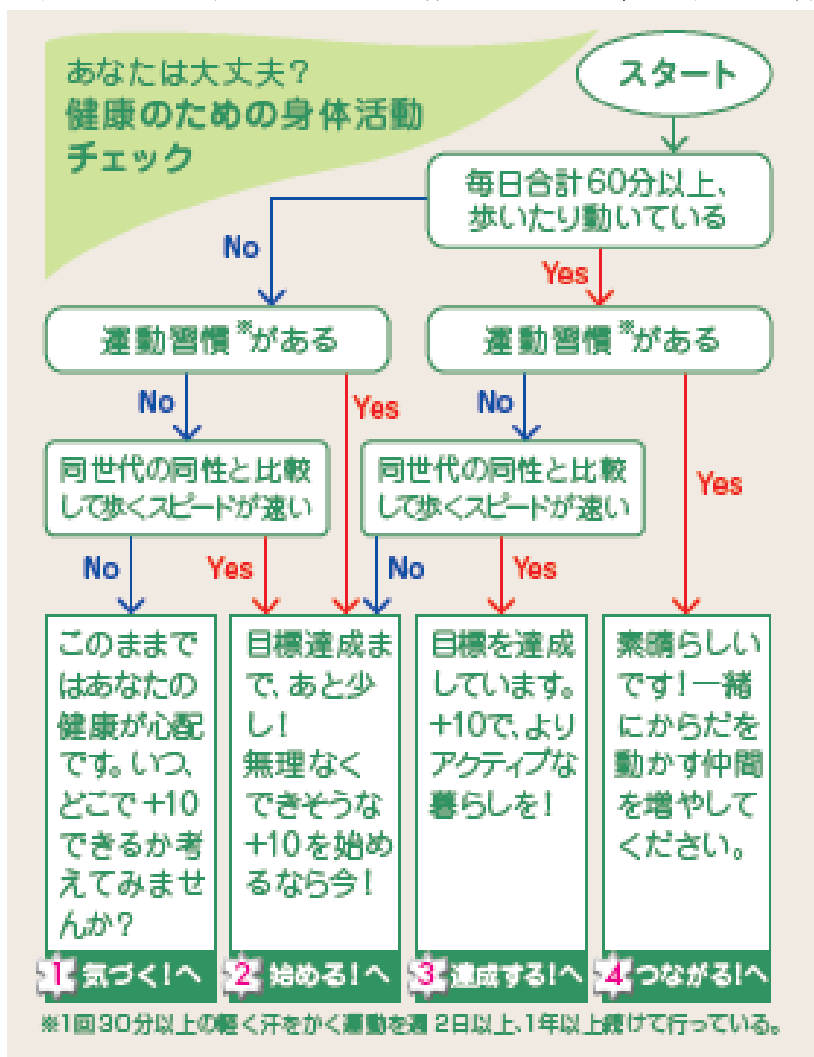 あなたは大丈夫?
健康のための身体活動
チェック
スタート
毎日合計60分以上、
歩いたり動いている
No
Yes
運動習慣※がある
運動習慣※がある
No
Yes
No
Yes
同世代の同性と比較
して歩くスピードが速い
同世代の同性と比較
して歩くスピードが速い
No
Yes
No
Yes
このままで
はあなたの
健康が心配
です。いつ、
どこで+10
できるか考
えてみませ
んか?
1 気づく!へ
目標達成ま
で、あと少
し!
無理なく
できそうな
+10を始め
るなら今!
2 始める!へ
目標を達成
しています。
+10で、より
アクティブな
暮らしを!
3 達成する!へ
素晴らしい
です!一緒
にからだを
動かす仲間
を増やして
ください。
4 つながる!へ
※1回30分以上の軽く汗をかく運動を週2日以上、1年以上続けて行っている。